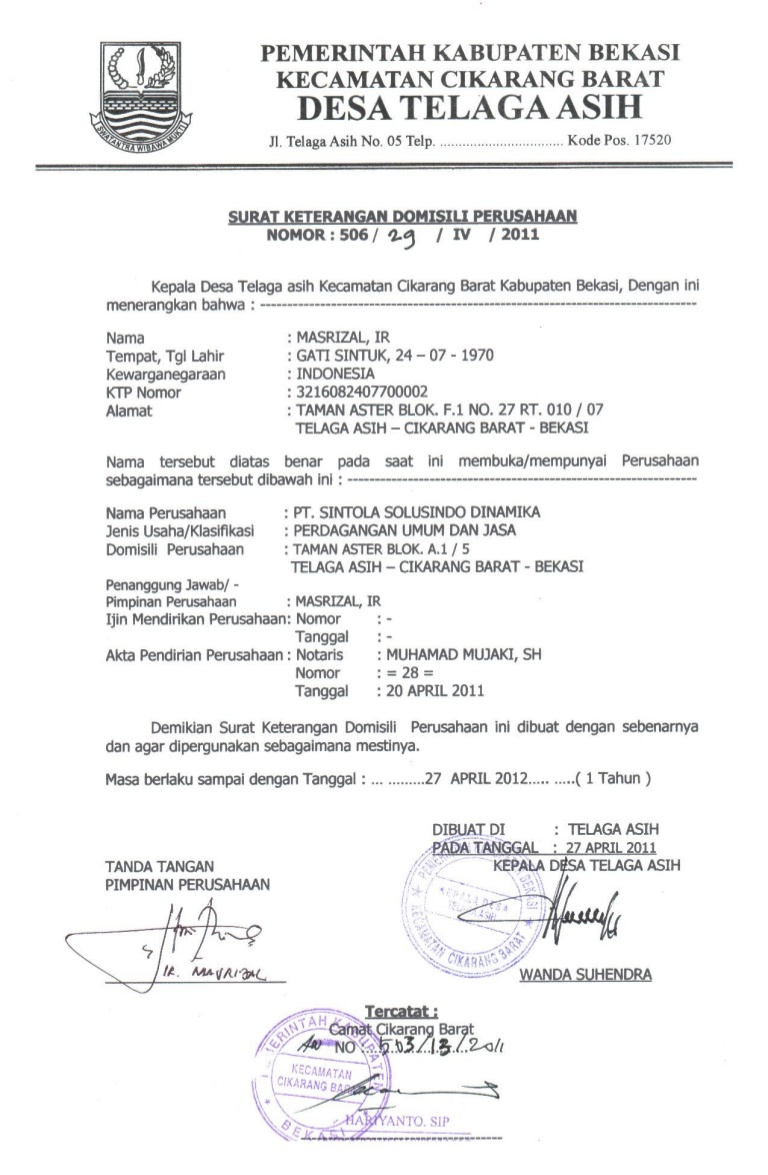 PEMERINTAH KABUPATEN BEKASI
KECAMATAN CIKARANG BARAT
DESA TELAGA ASIH
Jl. Telaga Asih No. 05 Telp. ................................. Kode Pos. 17520
SWATANTRA WIBAWA MUKTI
SURAT KETERANGAN DOMISILI PERUSAHAAN
NOMOR : 506 / 29 / IV / 2011
Kepala Desa Telaga asih Kecamatan Cikarang Barat Kabupaten Bekasi, Dengan ini
menerangkan bahwa : ------------------------------------------------------------------------------------
Nama : MASRIZAL, IR
Tempat, Tgl Lahir : GATI SINTUK, 24 – 07 - 1970
Kewarganegaraan : INDONESIA
KTP Nomor : 3216082407700002
Alamat : TAMAN ASTER BLOK. F.1 NO. 27 RT. 010 / 07
TELAGA ASIH – CIKARANG BARAT - BEKASI
Nama tersebut diatas benar pada saat ini membuka/mempunyai Perusahaan
sebagaimana tersebut dibawah ini : -------------------------------------------------------------------
Nama Perusahaan : PT. SINTOLA SOLUSINDO DINAMIKA
Jenis Usaha/Klasifikasi : PERDAGANGAN UMUM DAN JASA
Domisili Perusahaan : TAMAN ASTER BLOK. A.1 / 5
TELAGA ASIH – CIKARANG BARAT - BEKASI
Penanggung Jawab/ -
Pimpinan Perusahaan : MASRIZAL, IR
Ijin Mendirikan Perusahaan: Nomor : -
Tanggal : -
Akta Pendirian Perusahaan : Notaris : MUHAMAD MUJAKI, SH
Nomor : = 28 =
Tanggal : 20 APRIL 2011
Demikian Surat Keterangan Domisili Perusahaan ini dibuat dengan sebenarnya
dan agar dipergunakan sebagaimana mestinya.
Masa berlaku sampai dengan Tanggal : ... .........27 APRIL 2012..... .....( 1 Tahun )
DIBUAT DI : TELAGA ASIH
PADA TANGGAL : 27 APRIL 2011
KEPALA DESA TELAGA ASIH
TANDA TANGAN
PIMPINAN PERUSAHAAN
KEPALA DESA
TELAGA ASIH
KECAMATAN CIKARANG BARAT
WANDA SUHENDRA
Tercatat :
Camat Cikarang Barat
NO ...503/13/2011
KECAMATAN
CIKARANG BARAT
BEKASI
HARIYANTO. SIP